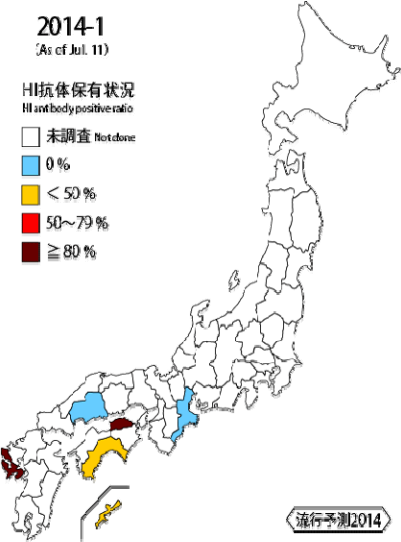 2014-1
(As of Jul. 11)
HI抗体保有状況
HI antibody positive ratio
未調査 Not done
0 %
＜ 50 %
50～79 %
≧ 80 %
流行予測2014